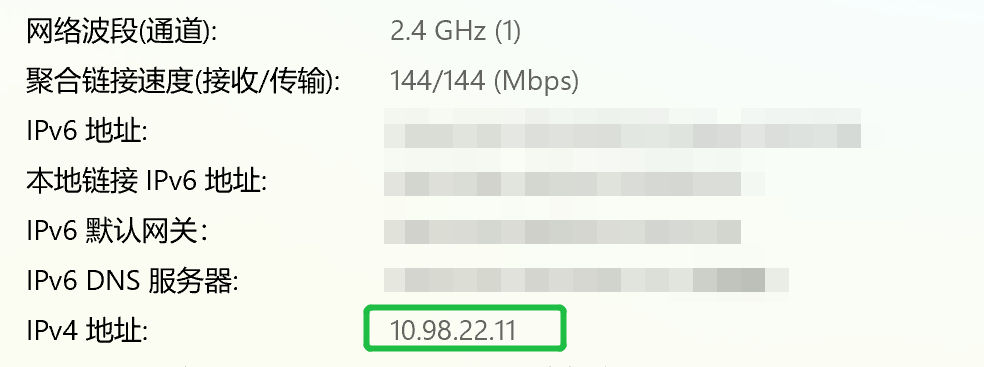 网络波段(通道): 2.4 GHz (1)
聚合链接速度(接收/传输): 144/144 (Mbps)
IPv6 地址:
本地链接 IPv6 地址:
IPv6 默认网关:
IPv6 DNS 服务器:
IPv4 地址: 10.98.22.11